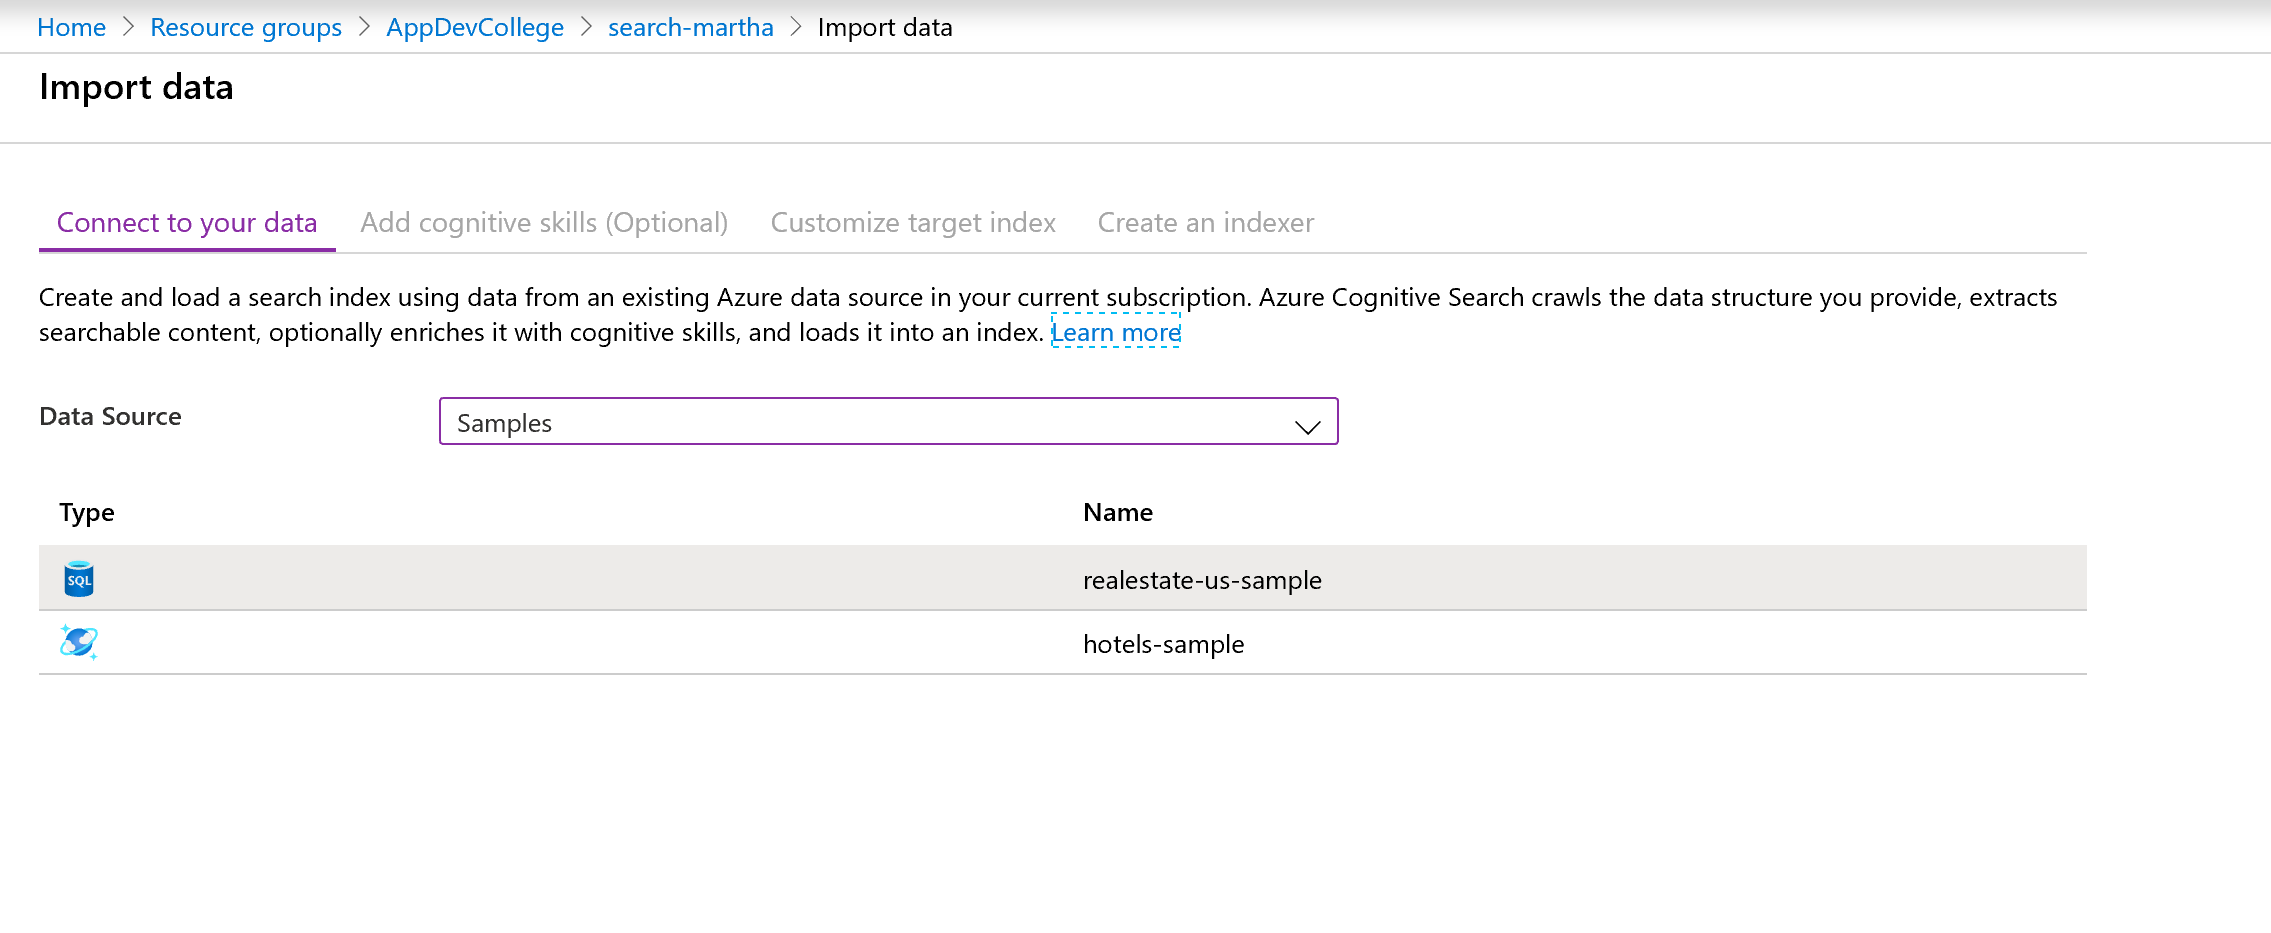 Home > Resource groups > AppDevCollege > search-martha > Import data
Import data
Connect to your data Add cognitive skills (Optional) Customize target index Create an indexer
Create and load a search index using data from an existing Azure data source in your current subscription. Azure Cognitive Search crawls the data structure you provide, extracts
searchable content, optionally enriches it with cognitive skills, and loads it into an index. Learn more
Data Source Samples
Type Name
SQL realestate-us-sample
hotels-sample